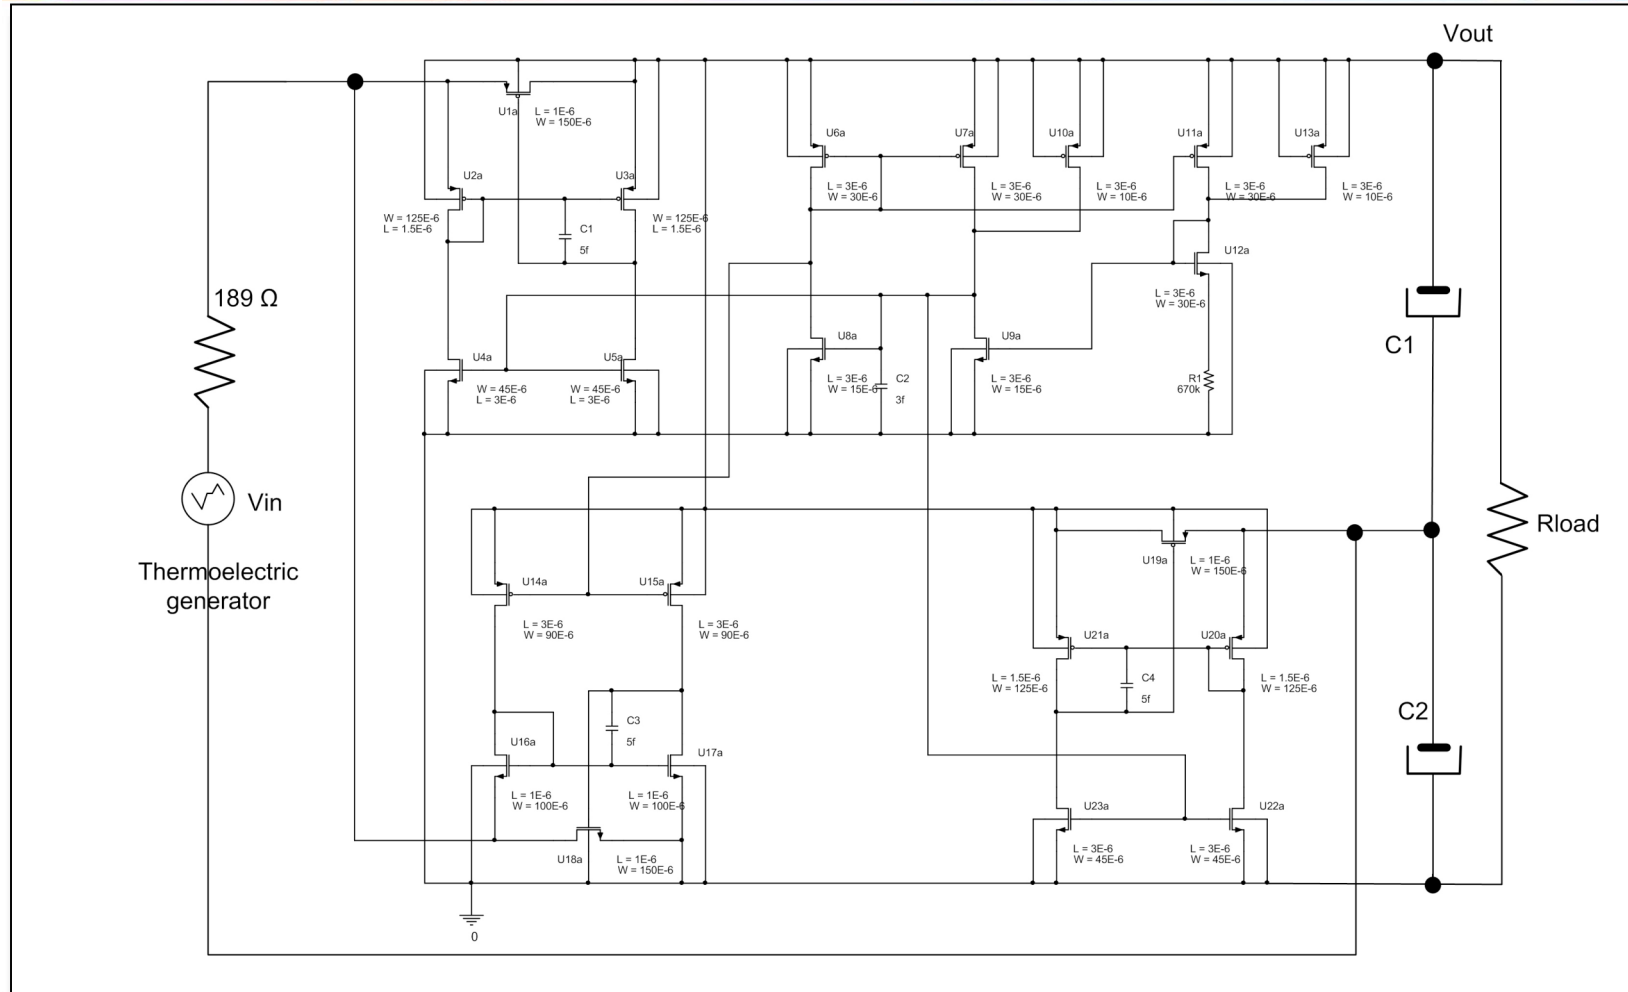 Vout
U1a
L = 1E-6
W = 150E-6
U2a
U3a
W = 125E-6
L = 1.5E-6
W = 125E-6
L = 1.5E-6
C1
5f
U4a
U5a
W = 45E-6
L = 3E-6
W = 45E-6
L = 3E-6
U6a
U7a
U10a
U11a
U13a
L = 3E-6
W = 30E-6
L = 3E-6
W = 30E-6
L = 3E-6
W = 10E-6
L = 3E-6
W = 30E-6
L = 3E-6
W = 10E-6
U12a
L = 3E-6
W = 30E-6
U8a
U9a
L = 3E-6
W = 15E-6
C2
3f
L = 3E-6
W = 15E-6
R1
670k
189 Ω
Vin
Thermoelectric
generator
C1
Rload
C2
U14a
U15a
L = 3E-6
W = 90E-6
L = 3E-6
W = 90E-6
C3
5f
U16a
U17a
L = 1E-6
W = 100E-6
L = 1E-6
W = 100E-6
U18a
L = 1E-6
W = 150E-6
0
U19a
L = 1E-6
W = 150E-6
U21a
U20a
L = 1.5E-6
W = 125E-6
C4
5f
L = 1.5E-6
W = 125E-6
U23a
U22a
L = 3E-6
W = 45E-6
L = 3E-6
W = 45E-6